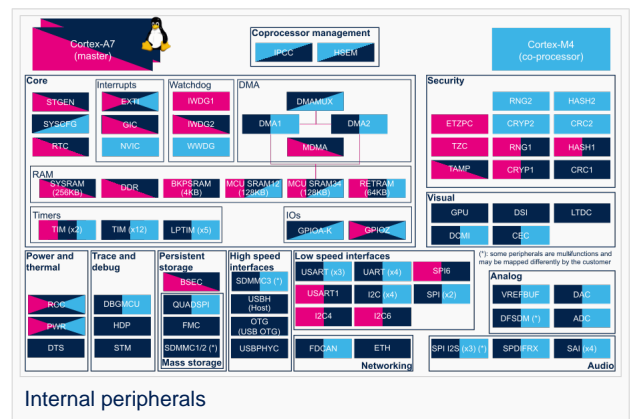 Cortex-A7
(master)
Coprocessor management
IPCC
HSEM
Cortex-M4
(co-processor)
Core
STGEN
SYSCFG
RTC
Interrupts
EXTI
GIC
NVIC
Watchdog
IWDG1
IWDG2
WWDG
DMA
DMAMUX
DMA1
DMA2
MDMA
Security
RNG2
HASH2
ETZPC
CRYP2
CRC2
TZC
RNG1
HASH1
TAMP
CRYP1
CRC1
RAM
SYSRAM
(256KB)
DDR
BKPSRAM
(4KB)
MCU SRAM12
(128KB)
MCU SRAM34
(128KB)
RETRAM
(64KB)
Timers
TIM (x2)
TIM (x12)
LPTIM (x5)
IOs
GPIOA-K
GPIOZ
Visual
GPU
DSI
LTDC
DCMI
CEC
(*): some peripherals are multifunctions and
may be mapped differently by the customer
Power and
thermal
RCC
PWR
DTS
Trace and
debug
DBGMCU
HDP
STM
Persistent
storage
BSEC
QUADSPI
FMC
SDMMC1/2 (*)
Mass storage
High speed
interfaces
SDMMC3 (*)
USBH
(Host)
OTG
(USB OTG)
USBPHYC
Low speed interfaces
USART (x3)
UART (x4)
SPI6
USART1
I2C (x4)
SPI (x2)
I2C4
I2C6
FDCAN
ETH
Networking
Analog
VREFBUF
DAC
DFSDM (*)
ADC
SPI I2S (x3) (*)
SPDIFRX
SAI (x4)
Audio
Internal peripherals